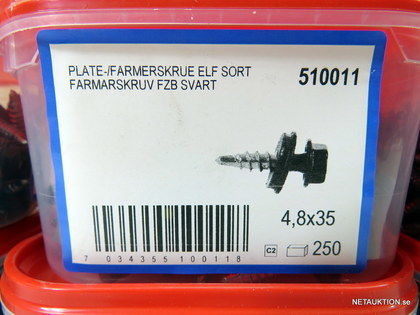 PLATE-/FARMERSKRUE ELF SORT
FARMARSKRUV FZB SVART
510011
4,8x35
C2 250
7 034355 100118
NETAUKTION.se